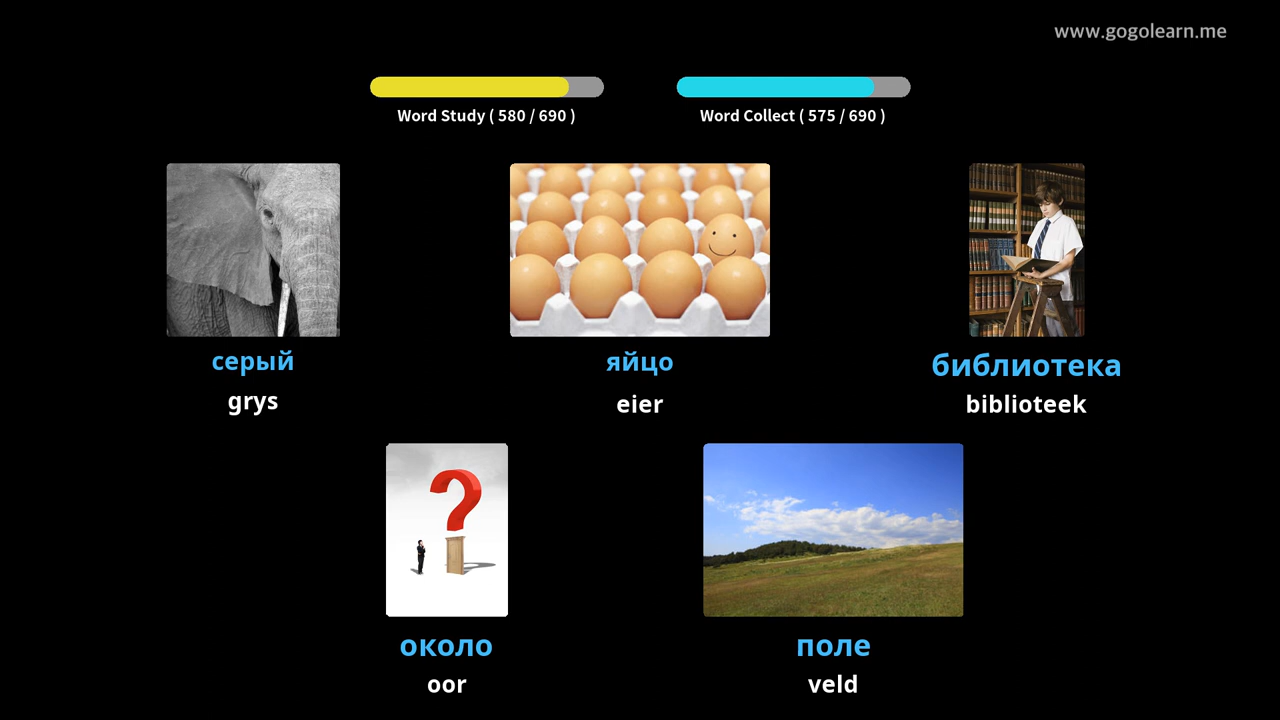 www.gogolearn.me
Word Study ( 580 / 690 )
Word Collect ( 575 / 690 )
серый
яйцо
библиотека
grys
eier
biblioteek
около
поле
oor
veld